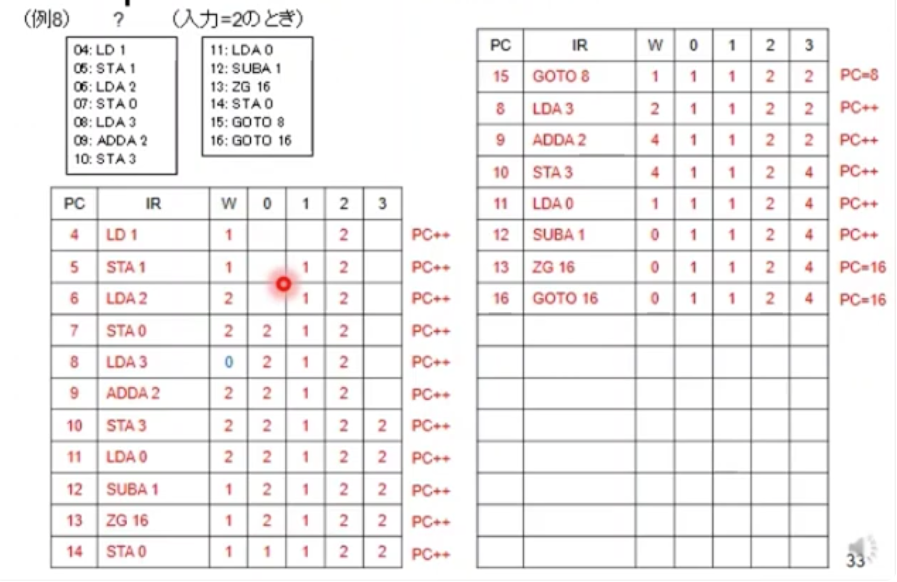 (例8) ? (入力=2のとき)
04: LD 1
05: STA 1
06: LDA 2
07: STA 0
08: LDA 3
09: ADDA 2
10: STA 3
11: LDA 0
12: SUBA 1
13: ZG 16
14: STA 0
15: GOTO 8
16: GOTO 16
PC IR W 0 1 2 3
4 LD 1 1 2 PC++
5 STA 1 1 1 2 PC++
6 LDA 2 2 1 2 PC++
7 STA 0 2 2 1 2 PC++
8 LDA 3 0 2 1 2 PC++
9 ADDA 2 2 2 1 2 PC++
10 STA 3 2 2 1 2 2 PC++
11 LDA 0 2 2 1 2 2 PC++
12 SUBA 1 1 2 1 2 2 PC++
13 ZG 16 1 2 1 2 2 PC++
14 STA 0 1 1 1 2 2 PC++
PC IR W 0 1 2 3
15 GOTO 8 1 1 1 2 2 PC=8
8 LDA 3 2 1 1 2 2 PC++
9 ADDA 2 4 1 1 2 2 PC++
10 STA 3 4 1 1 2 4 PC++
11 LDA 0 1 1 1 2 4 PC++
12 SUBA 1 0 1 1 2 4 PC++
13 ZG 16 0 1 1 2 4 PC=16
16 GOTO 16 0 1 1 2 4 PC=16
33